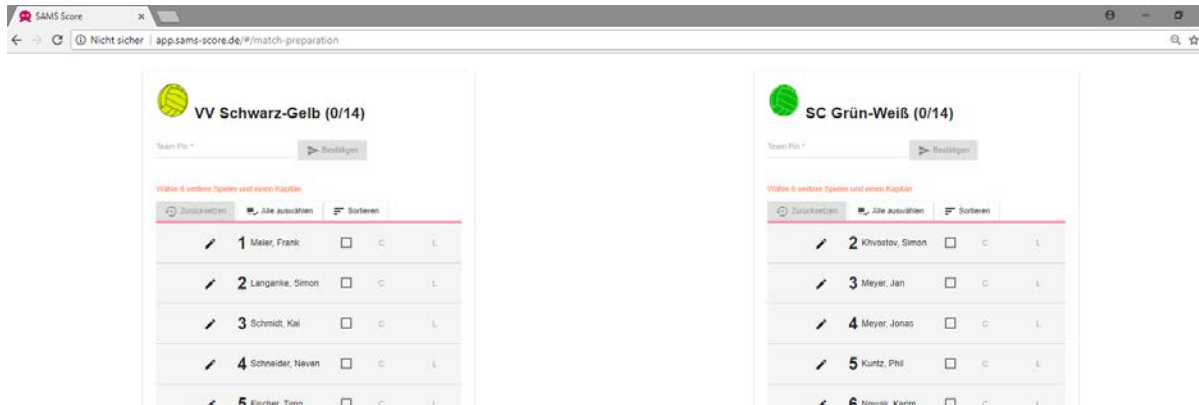 SAMS Score
Nicht sicher | app.sams-score.de/#/match-preparation
VV Schwarz-Gelb (0/14)
Team Pin *
Bestätigen
Wähle 6 weitere Spieler und einen Kapitän
Zurücksetzen Alle auswählen Sortieren
1 Meier, Frank C L
2 Langanke, Simon C L
3 Schmidt, Kai C L
4 Schneider, Neven C L
5 Fischer, Timo C L
SC Grün-Weiß (0/14)
Team Pin *
Bestätigen
Wähle 6 weitere Spieler und einen Kapitän
Zurücksetzen Alle auswählen Sortieren
2 Khvostov, Simon C L
3 Meyer, Jan C L
4 Meyer, Jonas C L
5 Kuntz, Phil C L
6 Nowak, Kerim C L